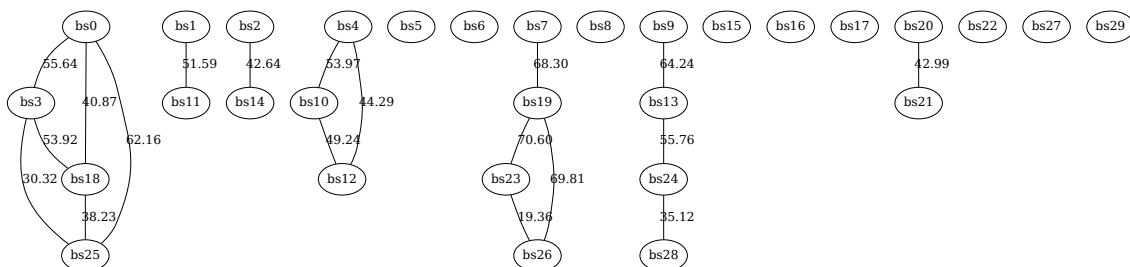 bs0 bs1 bs2 bs4 bs5 bs6 bs7 bs8 bs9 bs15 bs16 bs17 bs20 bs22 bs27 bs29
55.64 51.59 42.64 53.97 68.30 64.24 42.99
bs3 40.87 bs11 bs14 bs10 44.29 bs19 bs13 bs21
53.92 62.16 49.24 70.60 55.76
30.32 bs18 bs12 bs23 69.81 bs24
38.23 19.36 35.12
bs25 bs26 bs28